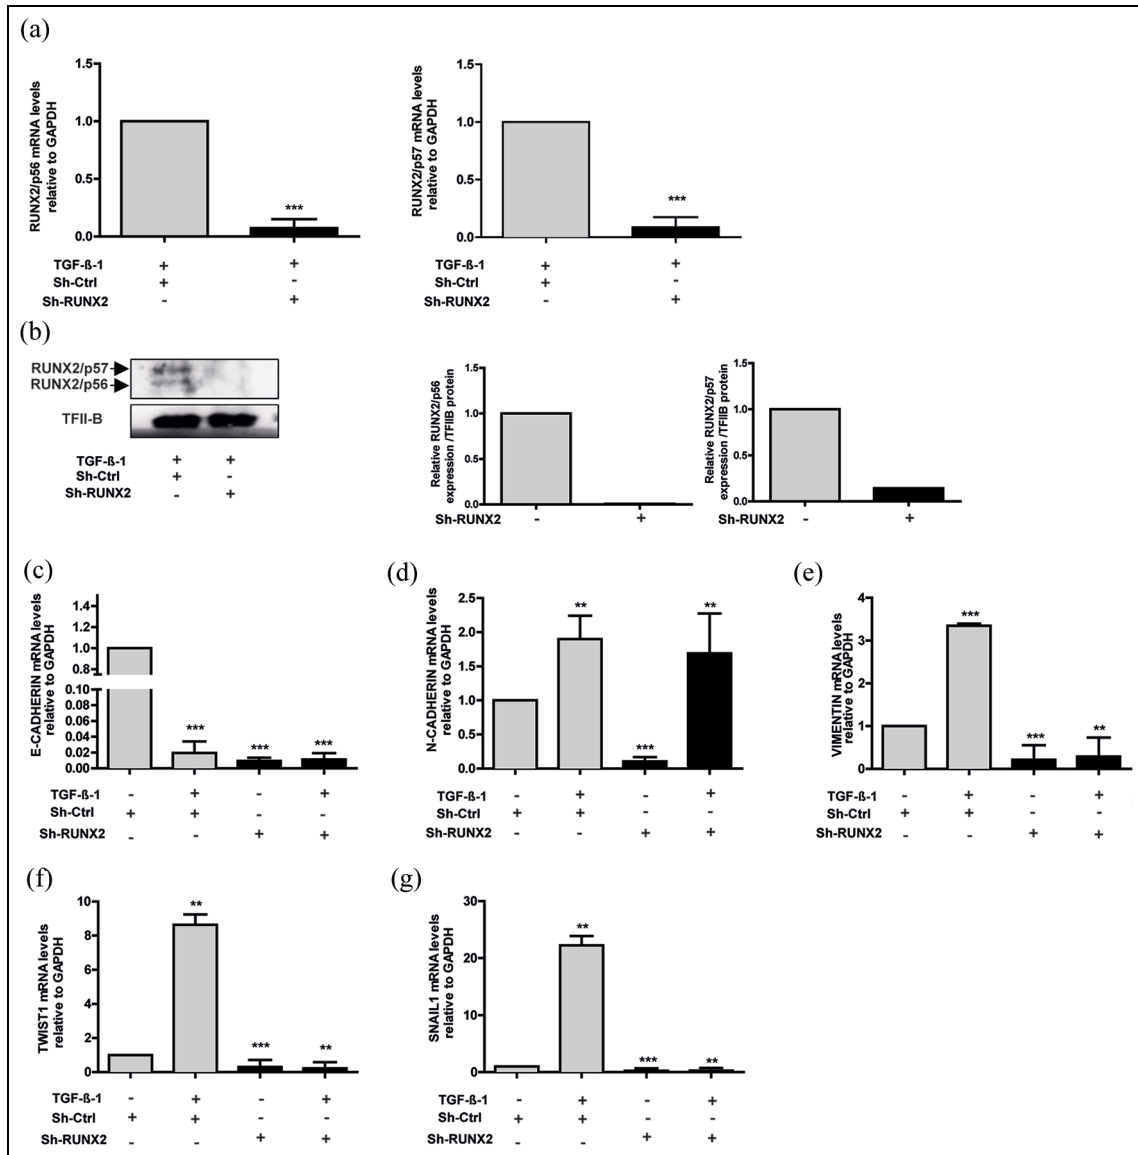 (a)
RUNX2/p56 mRNA levels
relative to GAPDH
1.5
1.0
0.5
0.0
***
TGF-ß-1 + +
Sh-Ctrl + -
Sh-RUNX2 - +
RUNX2/p57 mRNA levels
relative to GAPDH
1.5
1.0
0.5
0.0
***
TGF-ß-1 + +
Sh-Ctrl + -
Sh-RUNX2 - +
(b)
RUNX2/p57
RUNX2/p56
TFII-B
TGF-ß-1 + +
Sh-Ctrl + -
Sh-RUNX2 - +
Relative RUNX2/p56
expression /TFIIB protein
1.5
1.0
0.5
0.0
Sh-RUNX2 - +
Relative RUNX2/p57
expression /TFIIB protein
1.5
1.0
0.5
0.0
Sh-RUNX2 - +
(c)
E-CADHERIN mRNA levels
relative to GAPDH
1.4
1.2
1.0
0.8
0.10
0.08
0.06
0.04
0.02
0.00
*** *** ***
TGF-ß-1 - + - +
Sh-Ctrl + + - -
Sh-RUNX2 - - + +
(d)
N-CADHERIN mRNA levels
relative to GAPDH
2.5
2.0
1.5
1.0
0.5
0.0
** *** **
TGF-ß-1 - + - +
Sh-Ctrl + + - -
Sh-RUNX2 - - + +
(e)
VIMENTIN mRNA levels
relative to GAPDH
4
3
2
1
0
*** *** **
TGF-ß-1 - + - +
Sh-Ctrl + + - -
Sh-RUNX2 - - + +
(f)
TWIST1 mRNA levels
relative to GAPDH
10
8
6
4
2
0
** *** **
TGF-ß-1 - + - +
Sh-Ctrl + + - -
Sh-RUNX2 - - + +
(g)
SNAIL1 mRNA levels
relative to GAPDH
30
20
10
0
** *** **
TGF-ß-1 - + - +
Sh-Ctrl + + - -
Sh-RUNX2 - - + +